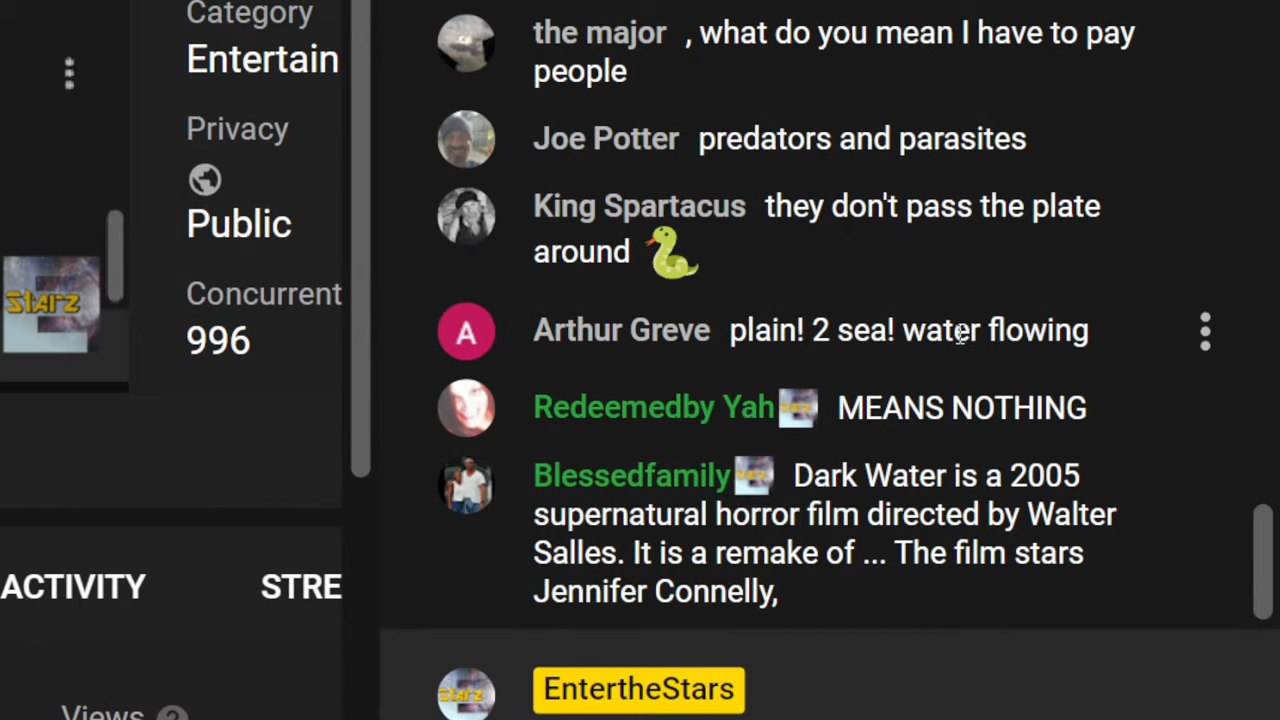 Category
Entertain
Privacy
Public
Concurrent
996
ACTIVITY STRE
Views
starz
the major , what do you mean I have to pay
people
Joe Potter predators and parasites
King Spartacus they don't pass the plate
around
A Arthur Greve plain! 2 sea! water flowing
Redeemedby Yah MEANS NOTHING
Blessedfamily Dark Water is a 2005
supernatural horror film directed by Walter
Salles. It is a remake of ... The film stars
Jennifer Connelly,
starz EntertheStars